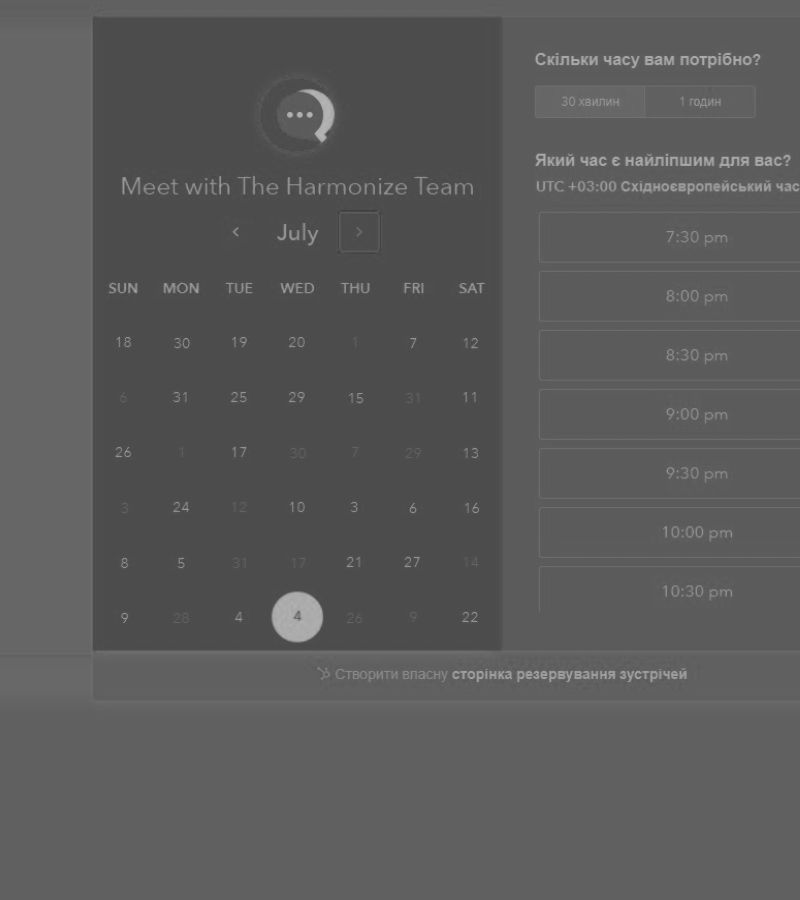 Meet with The Harmonize Team
July
SUN MON TUE WED THU FRI SAT
18 30 19 20 1 7 12
6 31 25 29 15 31 11
26 1 17 30 7 29 13
3 24 12 10 3 6 16
8 5 31 17 21 27 14
9 28 4 4 26 9 22
Скільки часу вам потрібно?
30 хвилин 1 годин
Який час є найліпшим для вас?
UTC +03:00 Східноєвропейський час
7:30 pm
8:00 pm
8:30 pm
9:00 pm
9:30 pm
10:00 pm
10:30 pm
Створити власну сторінка резервування зустрічей